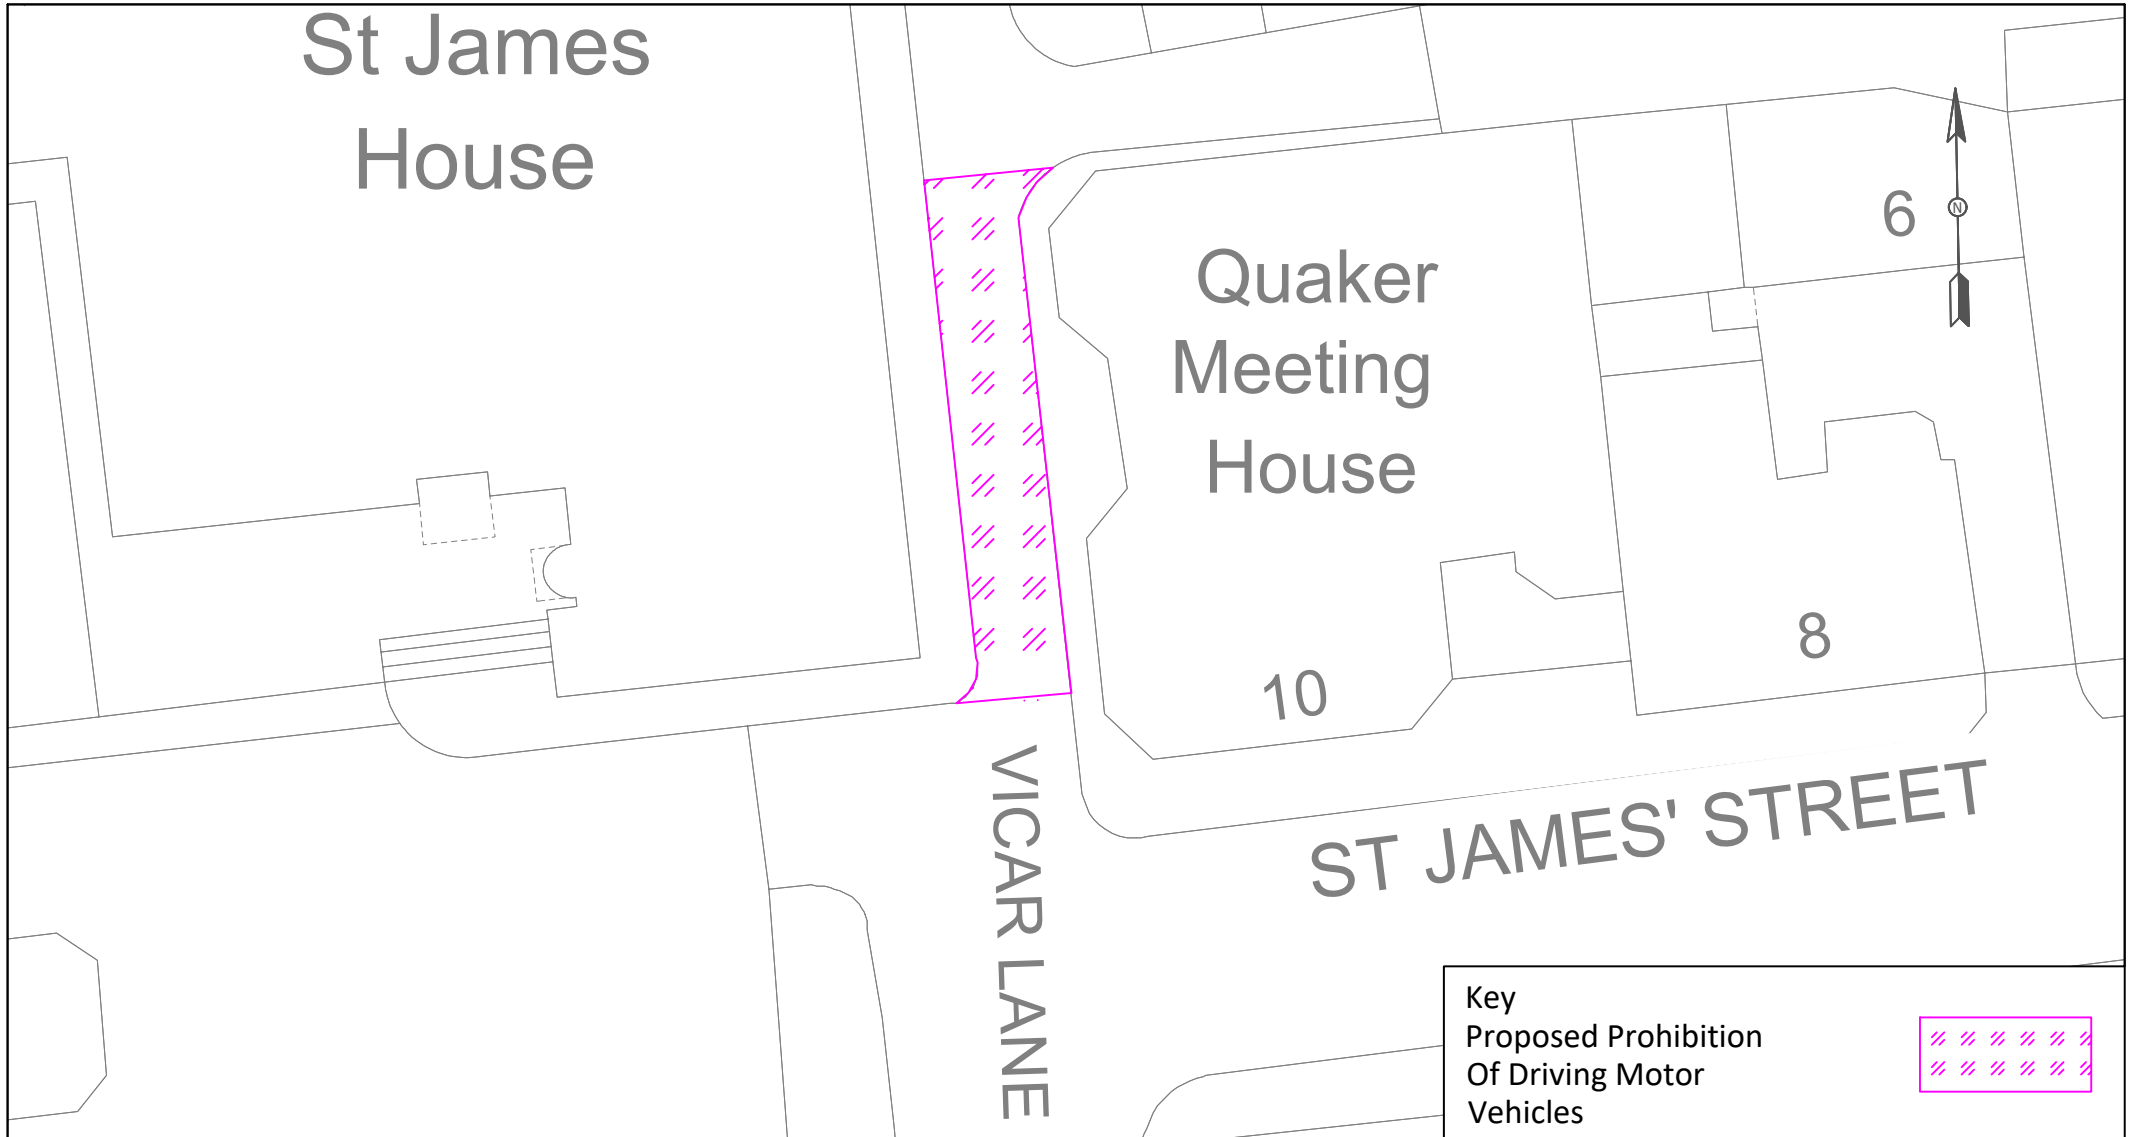 St James
House
Quaker
Meeting
House
6
N
8
10
VICAR LANE
ST JAMES' STREET
Key
Proposed Prohibition
Of Driving Motor
Vehicles